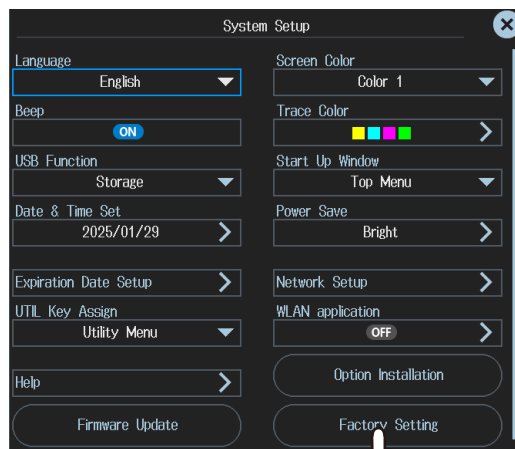 System Setup
Language
English
Screen Color
Color 1
Beep
ON
Trace Color
USB Function
Storage
Start Up Window
Top Menu
Date & Time Set
2025/01/29
Power Save
Bright
Expiration Date Setup
Network Setup
UTIL Key Assign
Utility Menu
WLAN application
OFF
Help
Option Installation
Firmware Update
Factory Setting